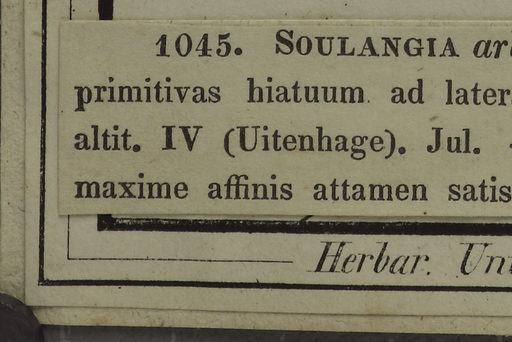 1045. SOULANGIA
primitivas hiatuum ad
altit. IV (Uitenhage). Jul.
maxime affinis attamen satis
Herbar.